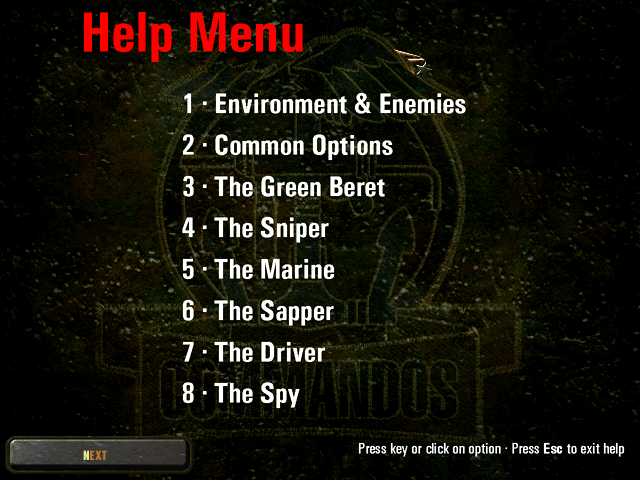 Help Menu
1 · Environment & Enemies
2 · Common Options
3 · The Green Beret
4 · The Sniper
5 · The Marine
6 · The Sapper
7 · The Driver
8 · The Spy
COMMANDOS
Press key or click on option · Press Esc to exit help
NEXT